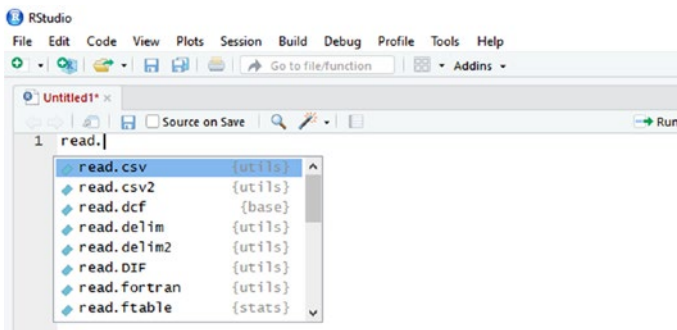 RStudio
File Edit Code View Plots Session Build Debug Profile Tools Help
Go to file/function Addins
Untitled1*
Source on Save Run
1 read.
read.csv {utils}
read.csv2 {utils}
read.dcf {base}
read.delim {utils}
read.delim2 {utils}
read.DIF {utils}
read.fortran {utils}
read.ftable {stats}